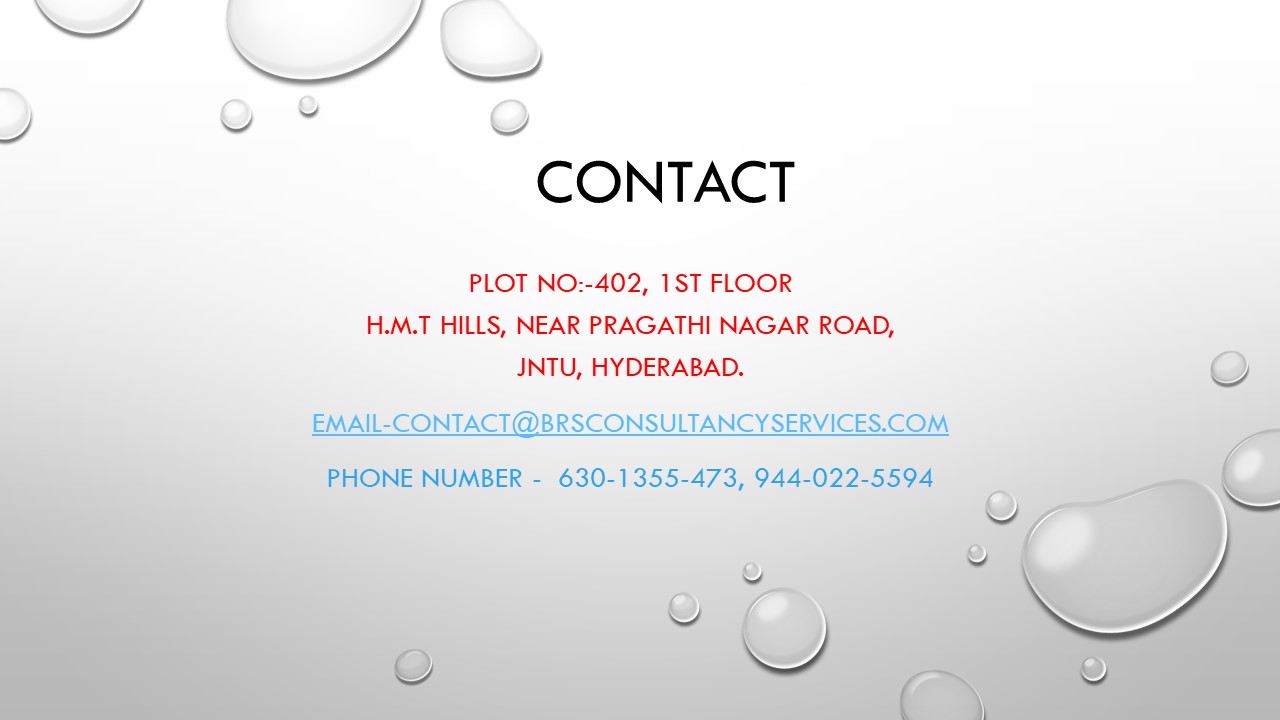 CONTACT
PLOT NO:-402, 1ST FLOOR
H.M.T HILLS, NEAR PRAGATHI NAGAR ROAD,
JNTU, HYDERABAD.
EMAIL-CONTACT@BRSCONSULTANCYSERVICES.COM
PHONE NUMBER -  630-1355-473, 944-022-5594